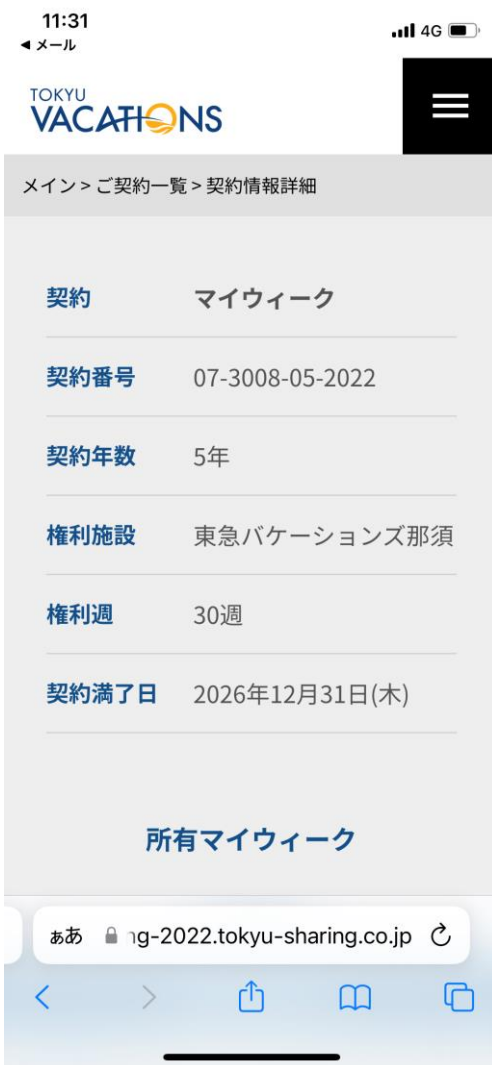 11:31
4G
◀ メール
TOKYU
VACATIONS
メイン > ご契約一覧 > 契約情報詳細
契約 マイウィーク
契約番号 07-3008-05-2022
契約年数 5年
権利施設 東急バケーションズ那須
権利週 30週
契約満了日 2026年12月31日(木)
所有マイウィーク
ぁあ ng-2022.tokyu-sharing.co.jp